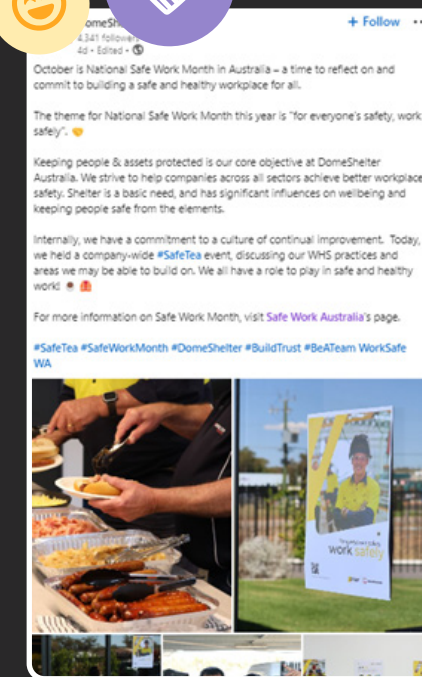 DomeSh
+ Follow
4,341 followers
4d • Edited •
October is National Safe Work Month in Australia – a time to reflect on and
commit to building a safe and healthy workplace for all.
The theme for National Safe Work Month this year is "for everyone's safety, work
safely".
Keeping people & assets protected is our core objective at DomeShelter
Australia. We strive to help companies across all sectors achieve better workplace
safety. Shelter is a basic need, and has significant influences on wellbeing and
keeping people safe from the elements.
Internally, we have a commitment to a culture of continual improvement. Today,
we held a company-wide #SafeTea event, discussing our WHS practices and
areas we may be able to build on. We all have a role to play in safe and healthy
work!
For more information on Safe Work Month, visit Safe Work Australia's page.
#SafeTea #SafeWorkMonth #DomeShelter #BuildTrust #BeATeam WorkSafe
WA
work safely